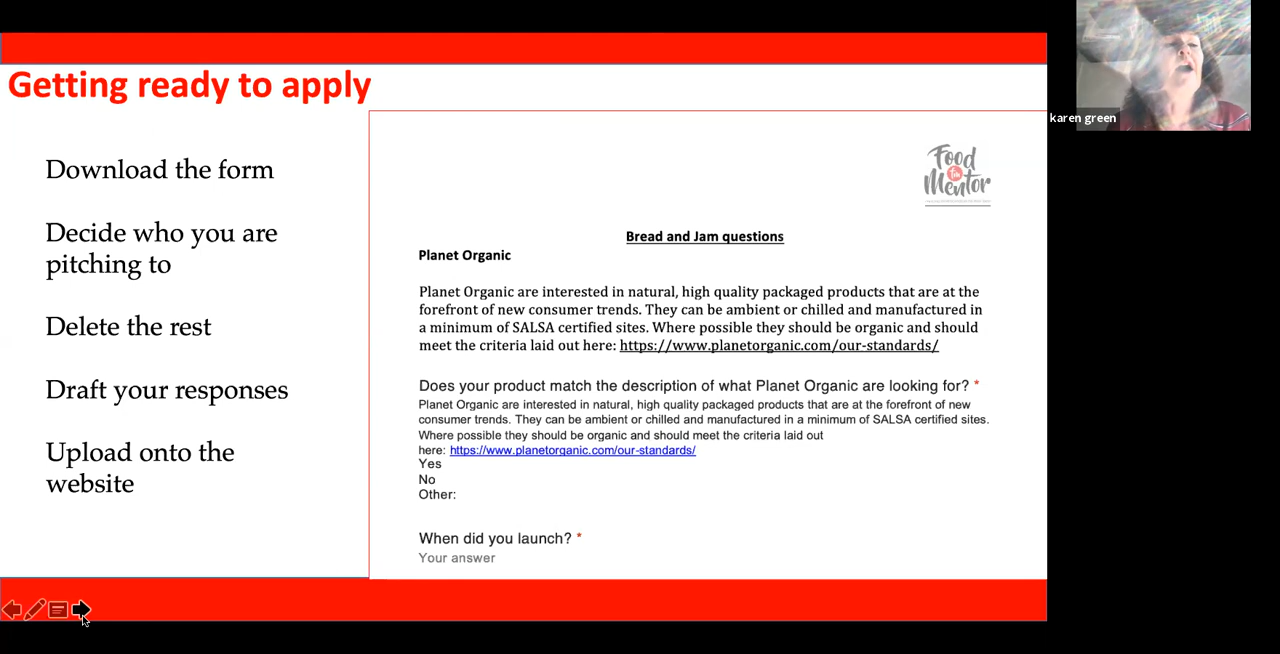 Getting ready to apply
Download the form
Decide who you are
pitching to
Delete the rest
Draft your responses
Upload onto the
website
Food
fm
Mentor
Bread and Jam questions
Planet Organic
Planet Organic are interested in natural, high quality packaged products that are at the
forefront of new consumer trends. They can be ambient or chilled and manufactured in
a minimum of SALSA certified sites. Where possible they should be organic and should
meet the criteria laid out here: https://www.planetorganic.com/our-standards/
Does your product match the description of what Planet Organic are looking for? *
Planet Organic are interested in natural, high quality packaged products that are at the forefront of new
consumer trends. They can be ambient or chilled and manufactured in a minimum of SALSA certified sites.
Where possible they should be organic and should meet the criteria laid out
here: https://www.planetorganic.com/our-standards/
Yes
No
Other:
When did you launch? *
Your answer
karen green